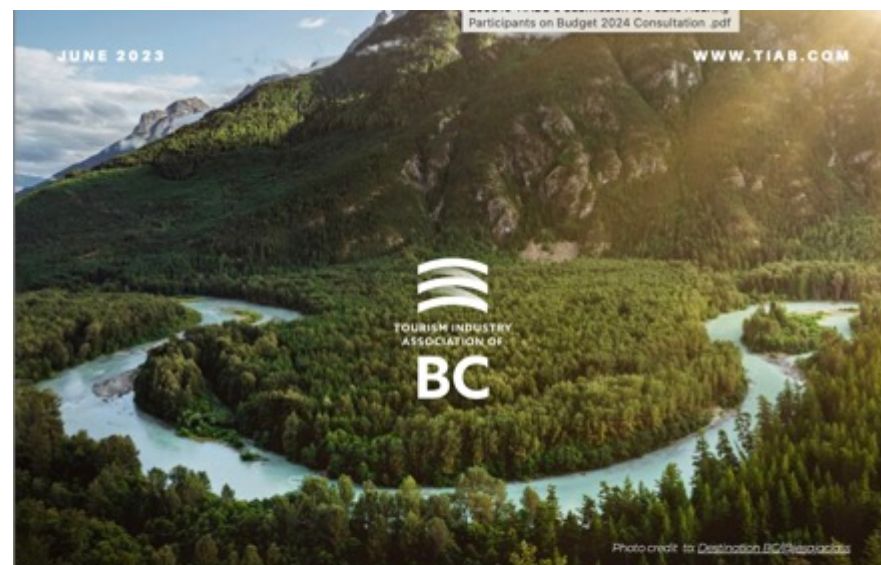 Participants on Budget 2024 Consultation .pdf
JUNE 2023
WWW.TIAB.COM
TOURISM INDUSTRY
ASSOCIATION OF
BC
Photo credit to: Destination BC/